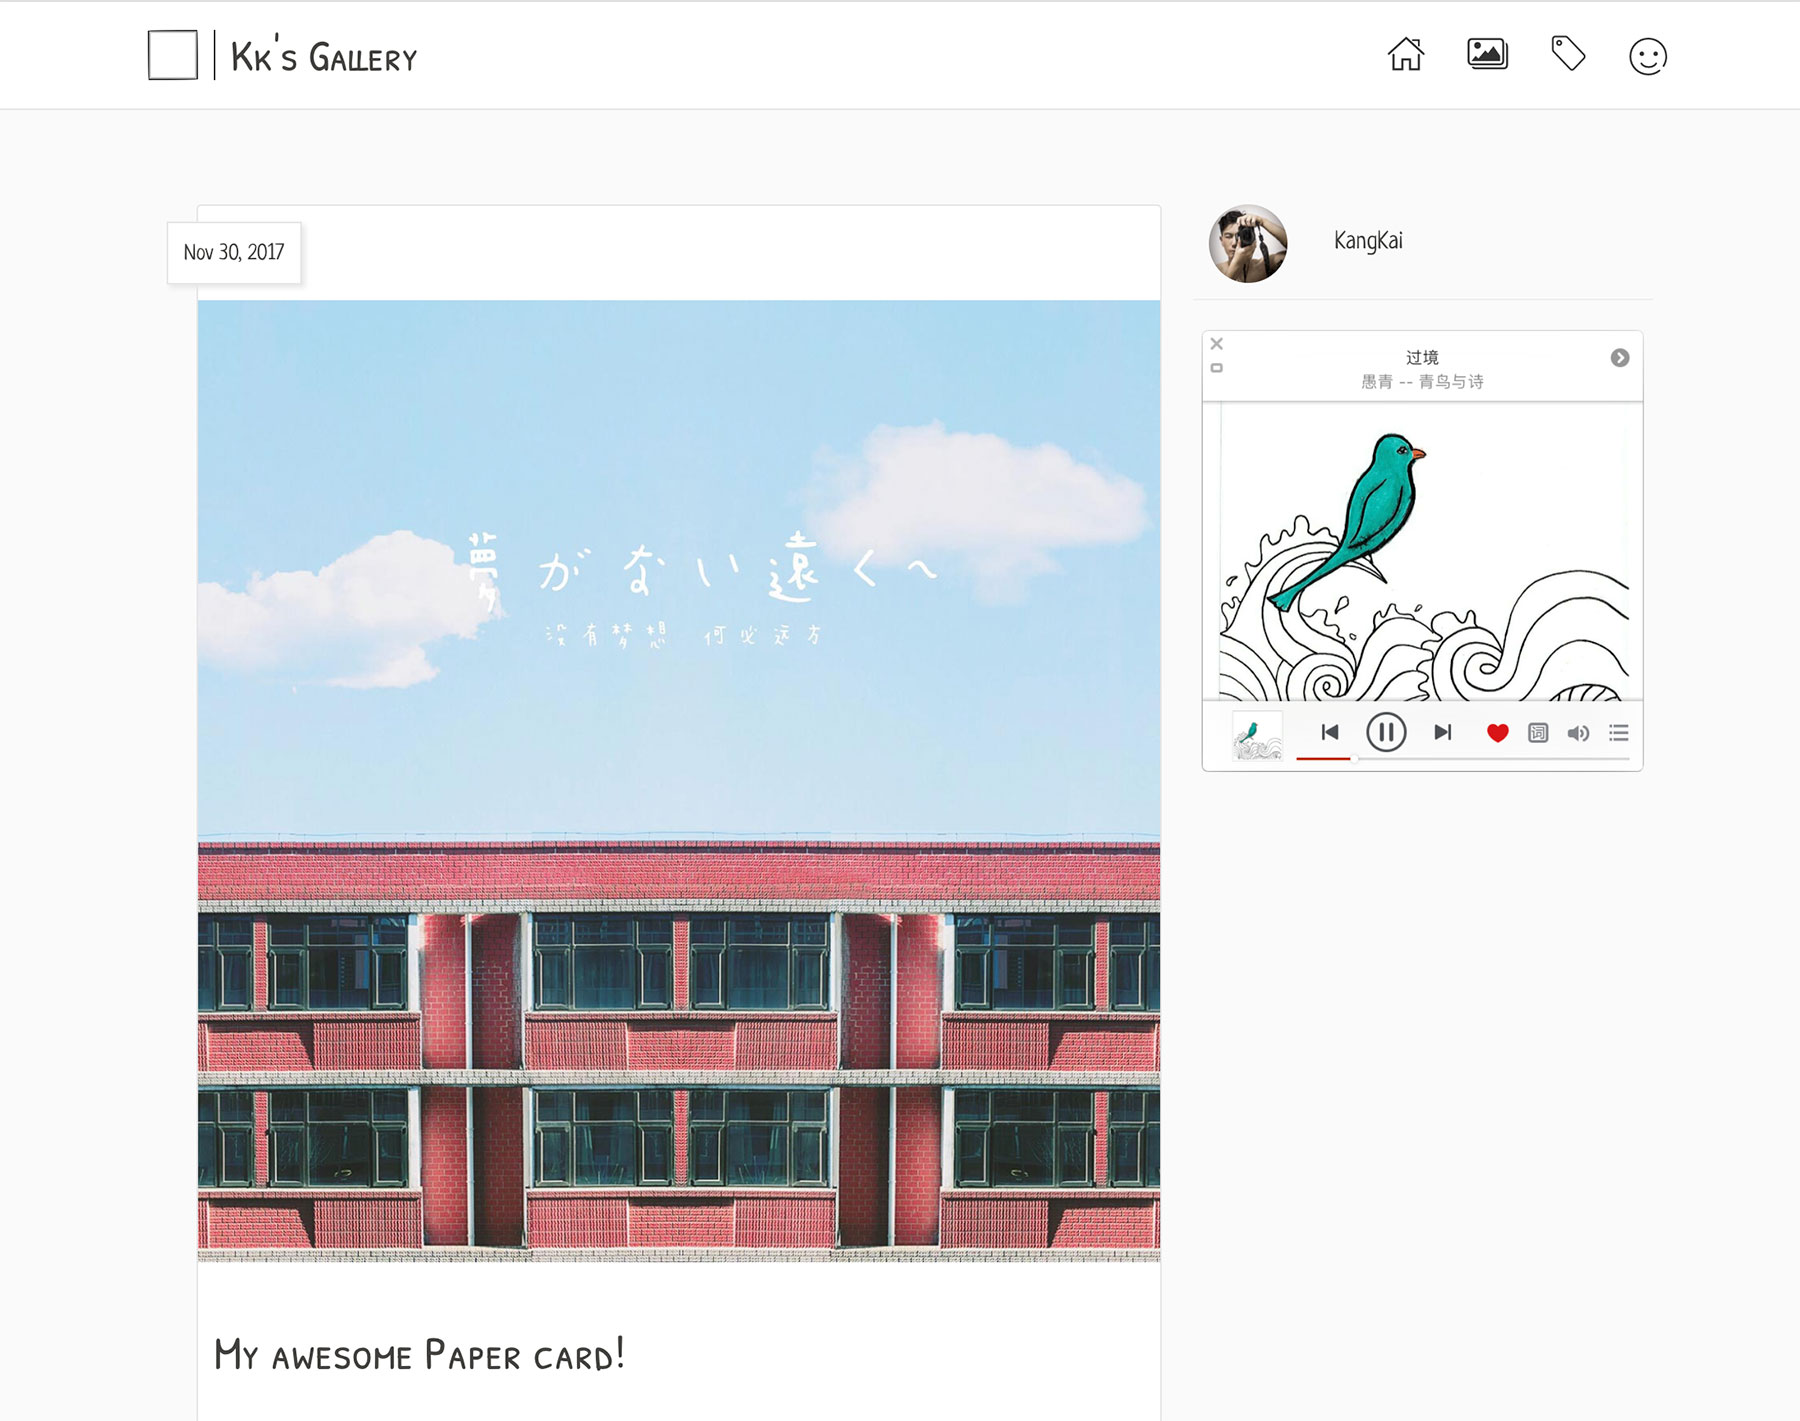 Kk's Gallery
Nov 30, 2017
KangKai
过境
愚青 -- 青鸟与诗
夢がない遠くへ
没有梦想 何必远方
词
My awesome Paper card!